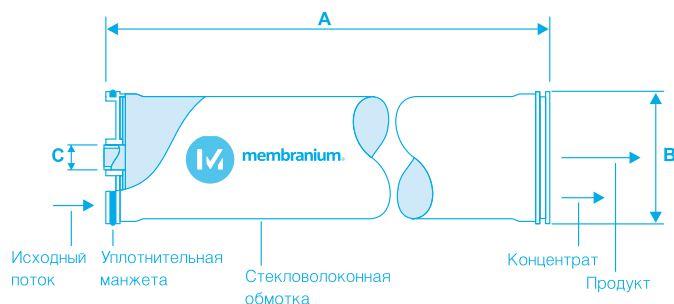 A
C
membranium®
B
Исходный
поток
Уплотнительная
манжета
Стекловолоконная
обмотка
Концентрат
Продукт